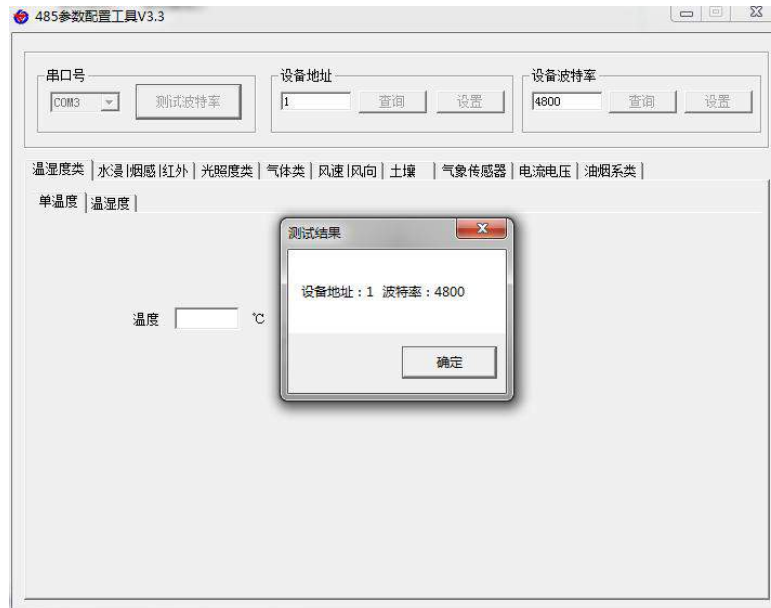 485参数配置工具V3.3
串口号
设备地址
设备波特率
COM3
测试波特率
1
查询
设置
4800
查询
设置
温湿度类 水浸|烟感|红外 光照度类 气体类 风速|风向 土壤 气象传感器 电流电压 油烟系类
单温度 温湿度
测试结果
设备地址：1 波特率：4800
温度 ℃
确定